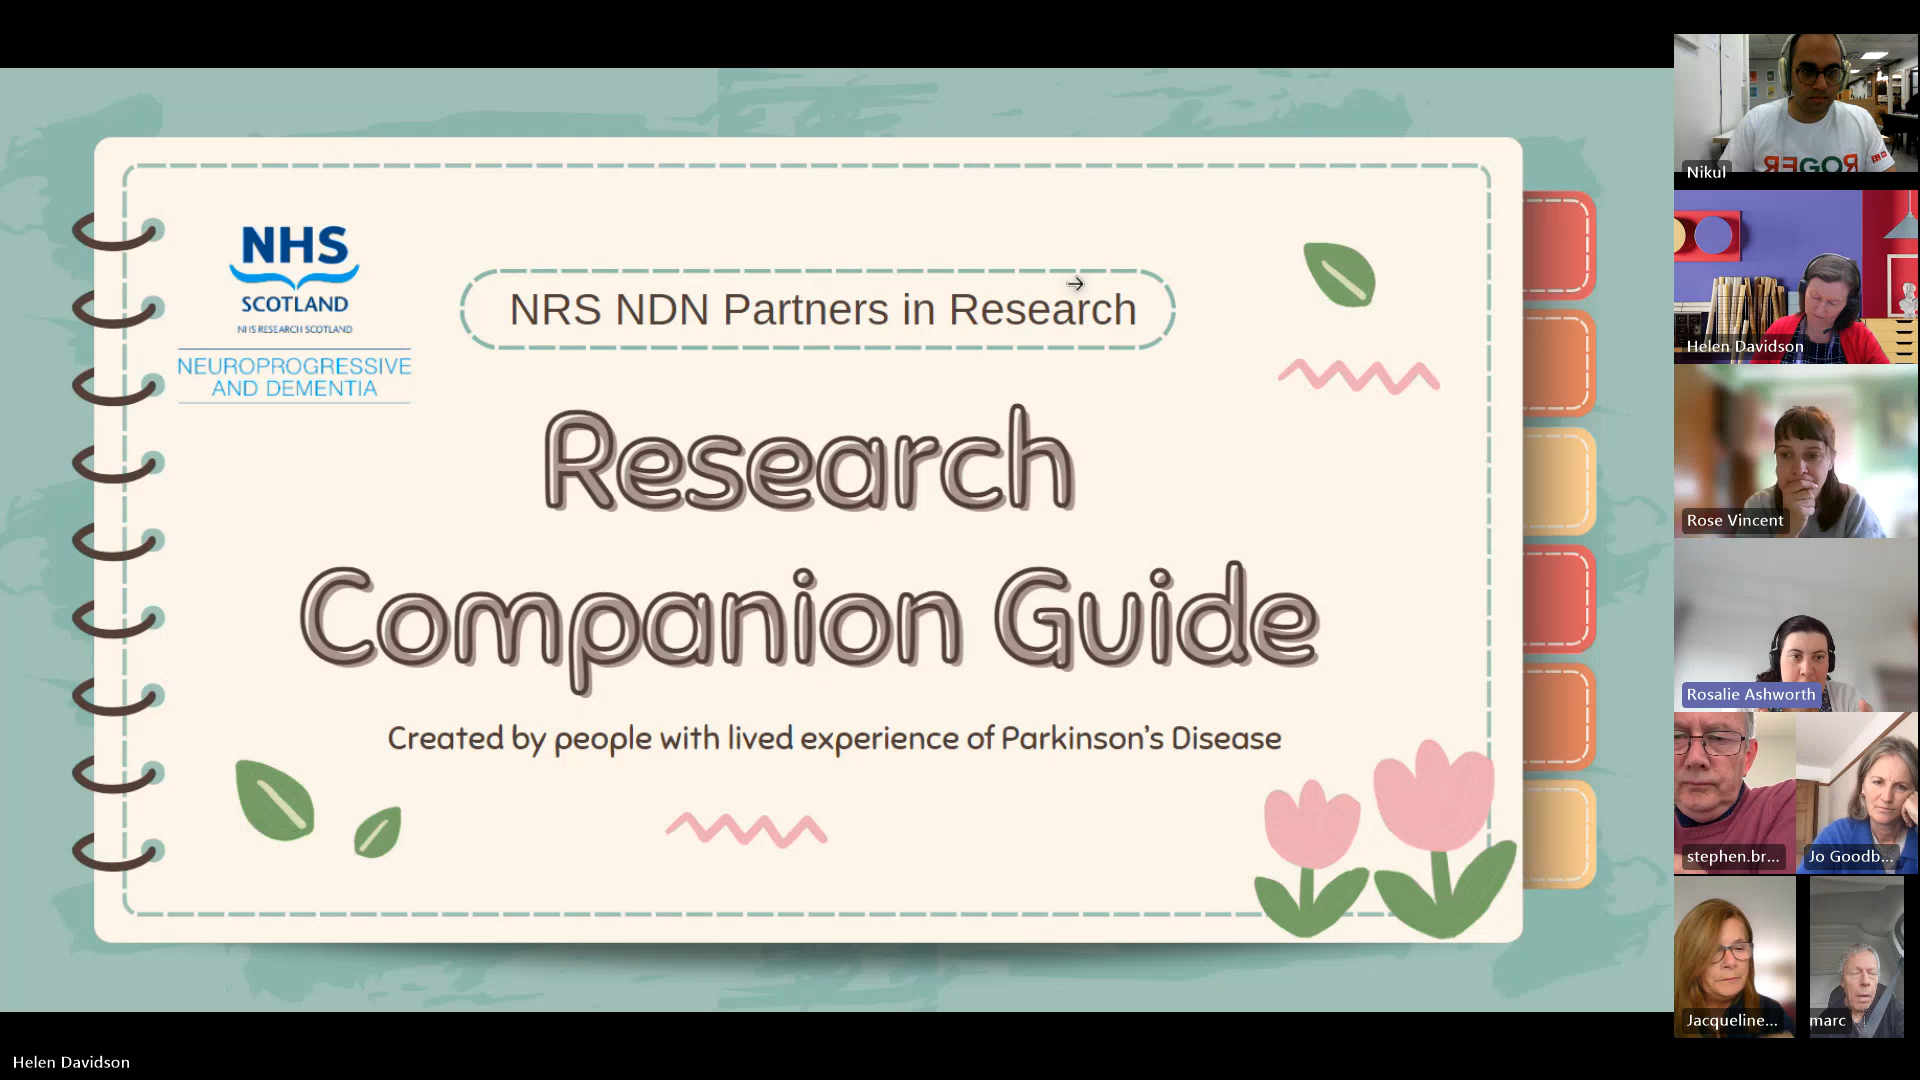 NHS
SCOTLAND
NHS RESEARCH SCOTLAND
NEUROPROGRESSIVE
AND DEMENTIA
NRS NDN Partners in Research
Research
Companion Guide
Created by people with lived experience of Parkinson's Disease
Helen Davidson
ROGER
Nikul
Helen Davidson
Rose Vincent
Rosalie Ashworth
stephen.br...
Jo Goodb...
Jacqueline...
marc